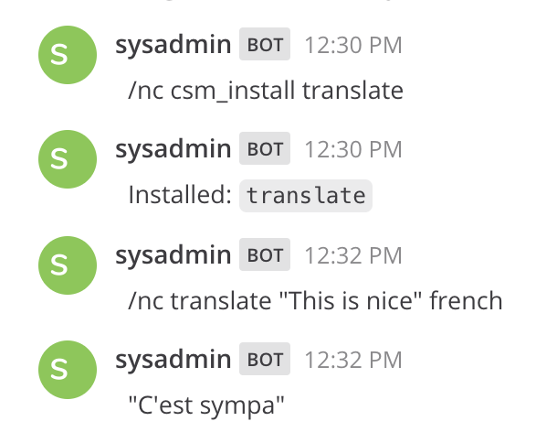 S sysadmin BOT 12:30 PM
/nc csm_install translate
S sysadmin BOT 12:30 PM
Installed: translate
S sysadmin BOT 12:32 PM
/nc translate "This is nice" french
S sysadmin BOT 12:32 PM
"C'est sympa"